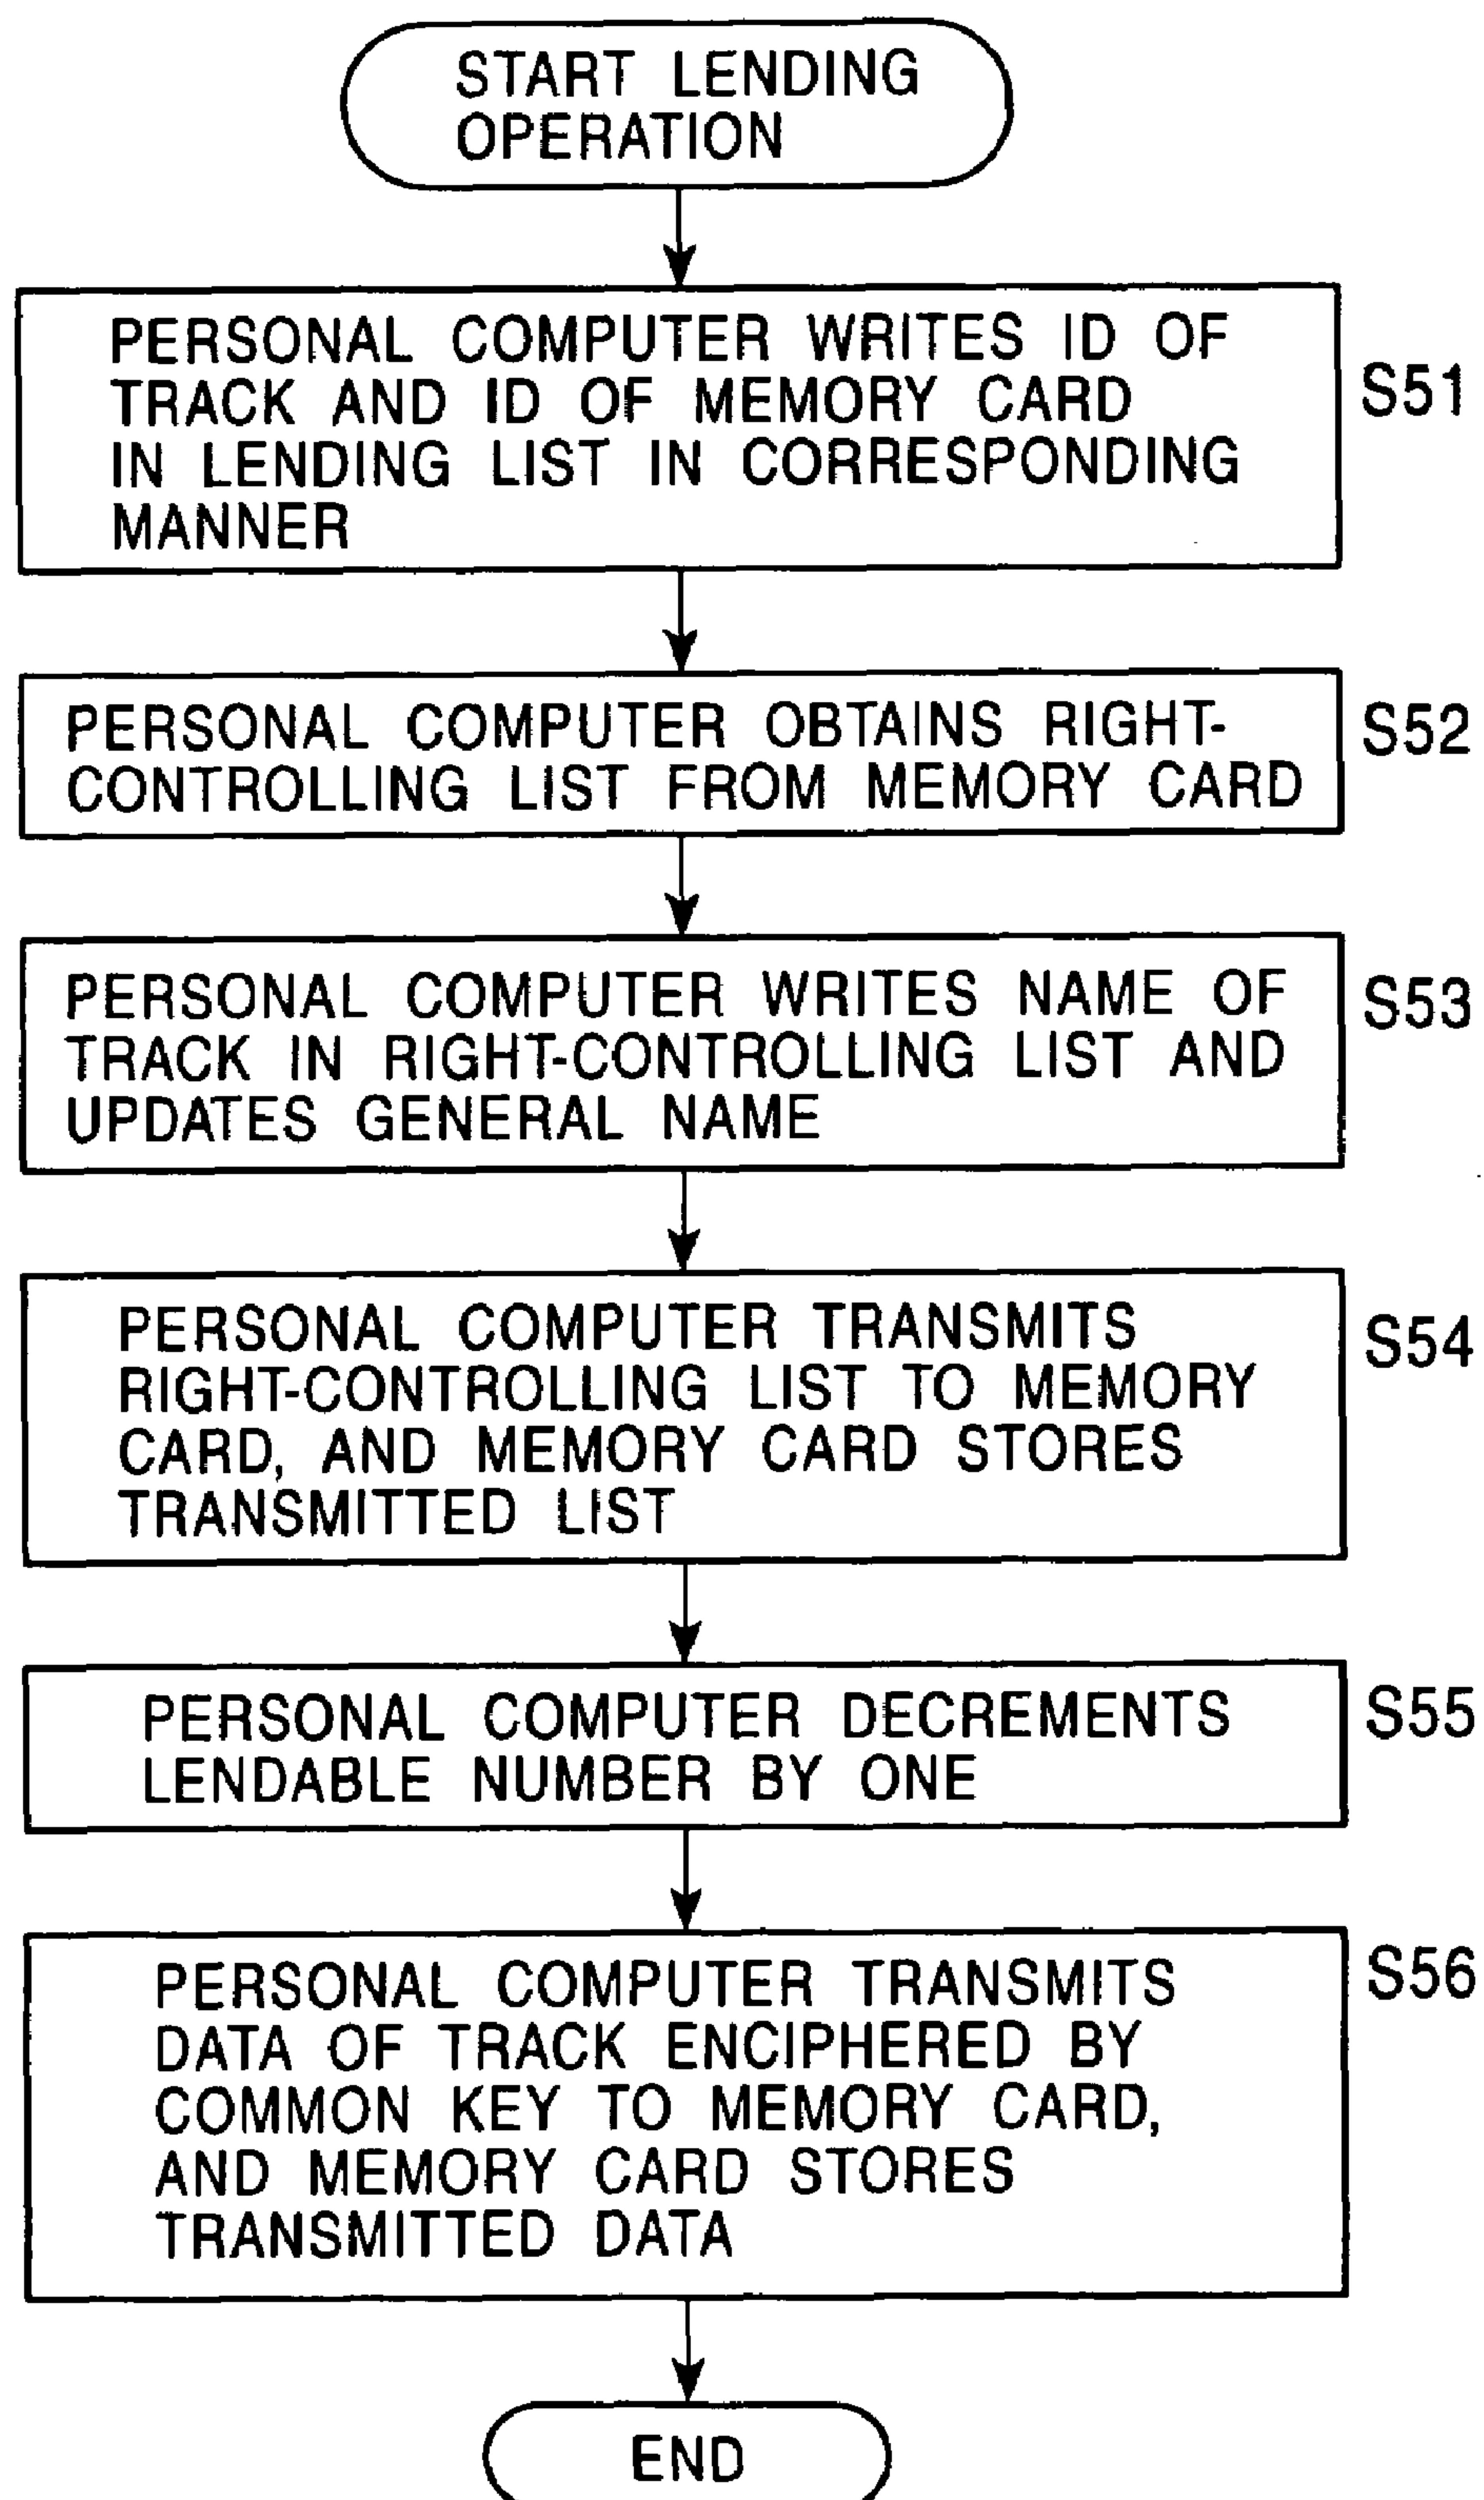 START LENDING
OPERATION
PERSONAL COMPUTER WRITES ID OF
TRACK AND ID OF MEMORY CARD
IN LENDING LIST IN CORRESPONDING
MANNER
S51
PERSONAL COMPUTER OBTAINS RIGHT-
CONTROLLING LIST FROM MEMORY CARD
S52
PERSONAL COMPUTER WRITES NAME OF
TRACK IN RIGHT-CONTROLLING LIST AND
UPDATES GENERAL NAME
S53
PERSONAL COMPUTER TRANSMITS
RIGHT-CONTROLLING LIST TO MEMORY
CARD, AND MEMORY CARD STORES
TRANSMITTED LIST
S54
PERSONAL COMPUTER DECREMENTS
LENDABLE NUMBER BY ONE
S55
PERSONAL COMPUTER TRANSMITS
DATA OF TRACK ENCIPHERED BY
COMMON KEY TO MEMORY CARD,
AND MEMORY CARD STORES
TRANSMITTED DATA
S56
END